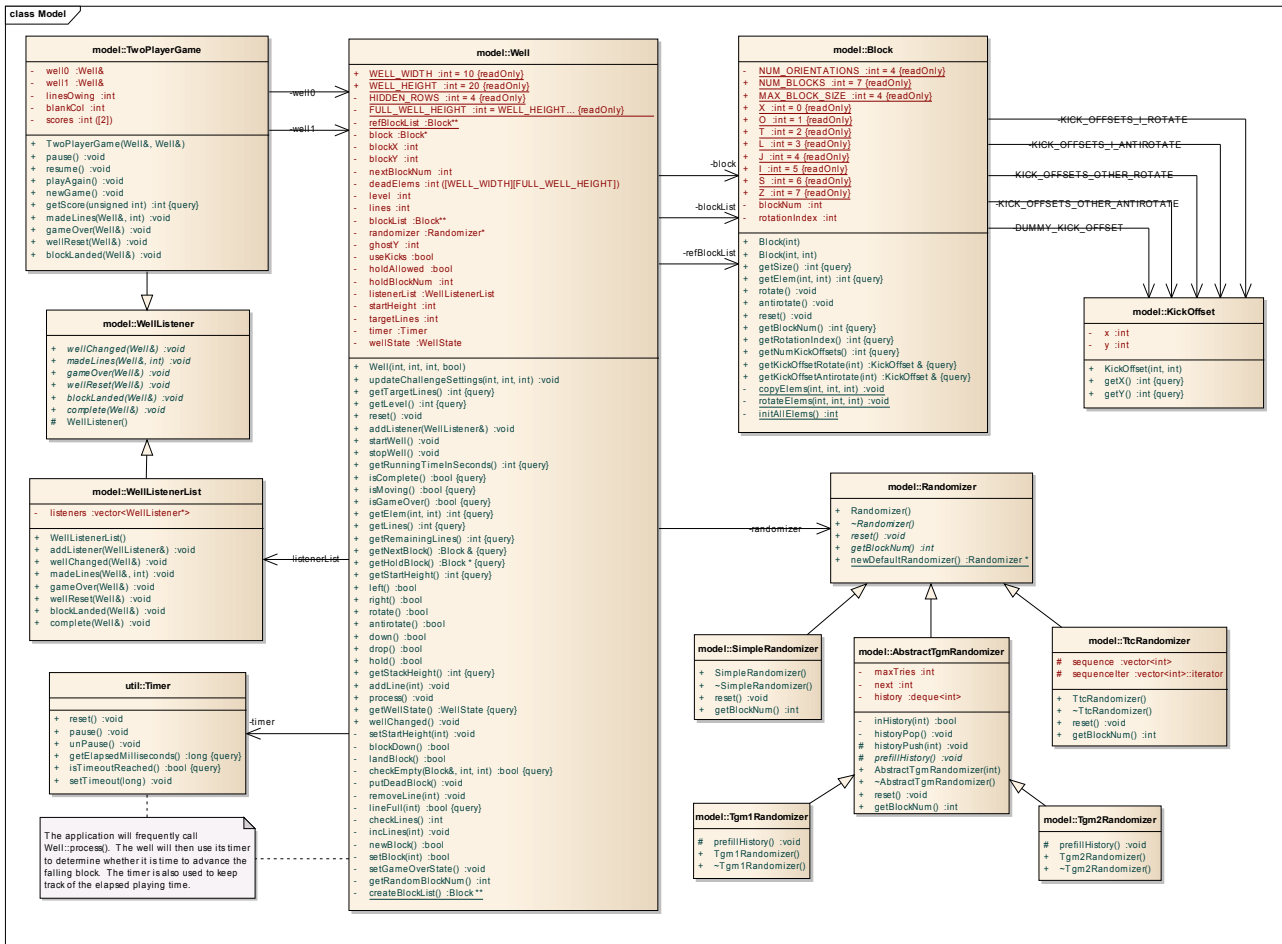 class Model
model::TwoPlayerGame
- well0 :Well&
- well1 :Well&
- linesOwing :int
- blankCol :int
- scores :int ([2])
+ TwoPlayerGame(Well&, Well&)
+ pause() :void
+ resume() :void
+ playAgain() :void
+ newGame() :void
+ getScore(unsigned int) :int {query}
+ madeLines(Well&, int) :void
+ gameOver(Well&) :void
+ wellReset(Well&) :void
+ blockLanded(Well&) :void
-well0
-well1
model::WellListener
+ wellChanged(Well&) :void
+ madeLines(Well&, int) :void
+ gameOver(Well&) :void
+ wellReset(Well&) :void
+ blockLanded(Well&) :void
+ complete(Well&) :void
# WellListener()
model::WellListenerList
- listeners :vector<WellListener*>
+ WellListenerList()
+ addListener(WellListener&) :void
+ wellChanged(Well&) :void
+ madeLines(Well&, int) :void
+ gameOver(Well&) :void
+ wellReset(Well&) :void
+ blockLanded(Well&) :void
+ complete(Well&) :void
-listenerList
util::Timer
+ reset() :void
+ pause() :void
+ unPause() :void
+ getElapsedMilliseconds() :long {query}
+ isTimeoutReached() :bool {query}
+ setTimeout(long) :void
-timer
The application will frequently call
Well::process(). The well will then use its timer
to determine whether it is time to advance the
falling block. The timer is also used to keep
track of the elapsed playing time.
model::Well
+ WELL_WIDTH :int = 10 {readOnly}
+ WELL_HEIGHT :int = 20 {readOnly}
- HIDDEN_ROWS :int = 4 {readOnly}
- FULL_WELL_HEIGHT :int = WELL_HEIGHT... {readOnly}
- refBlockList :Block**
- block :Block*
- blockX :int
- blockY :int
- nextBlockNum :int
- deadElems :int ([WELL_WIDTH][FULL_WELL_HEIGHT])
- level :int
- lines :int
- blockList :Block**
- randomizer :Randomizer*
- ghostY :int
- useKicks :bool
- holdAllowed :bool
- holdBlockNum :int
- listenerList :WellListenerList
- startHeight :int
- targetLines :int
- timer :Timer
- wellState :WellState
+ Well(int, int, int, bool)
+ updateChallengeSettings(int, int, int) :void
+ getTargetLines() :int {query}
+ getLevel() :int {query}
+ reset() :void
+ addListener(WellListener&) :void
+ startWell() :void
+ stopWell() :void
+ getRunningTimeInSeconds() :int {query}
+ isComplete() :bool {query}
+ isMoving() :bool {query}
+ isGameOver() :bool {query}
+ getElem(int, int) :int {query}
+ getLines() :int {query}
+ getRemainingLines() :int {query}
+ getNextBlock() :Block & {query}
+ getHoldBlock() :Block * {query}
+ getStartHeight() :int {query}
+ left() :bool
+ right() :bool
+ rotate() :bool
+ antirotate() :bool
+ down() :bool
+ drop() :bool
+ hold() :bool
+ getStackHeight() :int {query}
+ addLine(int) :void
+ process() :void
+ getWellState() :WellState {query}
+ wellChanged() :void
- setStartHeight(int) :void
- blockDown() :bool
- landBlock() :bool
- checkEmpty(Block&, int, int) :bool {query}
- putDeadBlock() :void
- removeLine(int) :void
- lineFull(int) :bool {query}
- checkLines() :int
- incLines(int) :void
- newBlock() :bool
- setBlock(int) :bool
- setGameOverState() :void
- getRandomBlockNum() :int
- createBlockList() :Block **
-block
-blockList
-refBlockList
-randomizer
model::Block
- NUM_ORIENTATIONS :int = 4 {readOnly}
+ NUM_BLOCKS :int = 7 {readOnly}
+ MAX_BLOCK_SIZE :int = 4 {readOnly}
+ X :int = 0 {readOnly}
+ O :int = 1 {readOnly}
+ T :int = 2 {readOnly}
+ L :int = 3 {readOnly}
+ J :int = 4 {readOnly}
+ I :int = 5 {readOnly}
+ S :int = 6 {readOnly}
+ Z :int = 7 {readOnly}
- blockNum :int
- rotationIndex :int
+ Block(int)
+ Block(int, int)
+ getSize() :int {query}
+ getElem(int, int) :int {query}
+ rotate() :void
+ antirotate() :void
+ reset() :void
+ getBlockNum() :int {query}
+ getRotationIndex() :int {query}
+ getNumKickOffsets() :int {query}
+ getKickOffsetRotate(int) :KickOffset & {query}
+ getKickOffsetAntirotate(int) :KickOffset & {query}
- copyElems(int, int, int) :void
- rotateElems(int, int, int) :void
- initAllElems() :int
-KICK_OFFSETS_I_ROTATE
-KICK_OFFSETS_I_ANTIROTATE
-KICK_OFFSETS_OTHER_ROTATE
-KICK_OFFSETS_OTHER_ANTIROTATE
-DUMMY_KICK_OFFSET
model::KickOffset
- x :int
- y :int
+ KickOffset(int, int)
+ getX() :int {query}
+ getY() :int {query}
model::Randomizer
+ Randomizer()
+ ~Randomizer()
+ reset() :void
+ getBlockNum() :int
+ newDefaultRandomizer() :Randomizer *
model::SimpleRandomizer
+ SimpleRandomizer()
+ ~SimpleRandomizer()
+ reset() :void
+ getBlockNum() :int
model::AbstractTgmRandomizer
- maxTries :int
- next :int
- history :deque<int>
- inHistory(int) :bool
- historyPop() :void
# historyPush(int) :void
# prefillHistory() :void
+ AbstractTgmRandomizer(int)
+ ~AbstractTgmRandomizer()
+ reset() :void
+ getBlockNum() :int
model::TtcRandomizer
# sequence :vector<int>
# sequenceIter :vector<int>::iterator
+ TtcRandomizer()
+ ~TtcRandomizer()
+ reset() :void
+ getBlockNum() :int
model::Tgm1Randomizer
# prefillHistory() :void
+ Tgm1Randomizer()
+ ~Tgm1Randomizer()
model::Tgm2Randomizer
# prefillHistory() :void
+ Tgm2Randomizer()
+ ~Tgm2Randomizer()